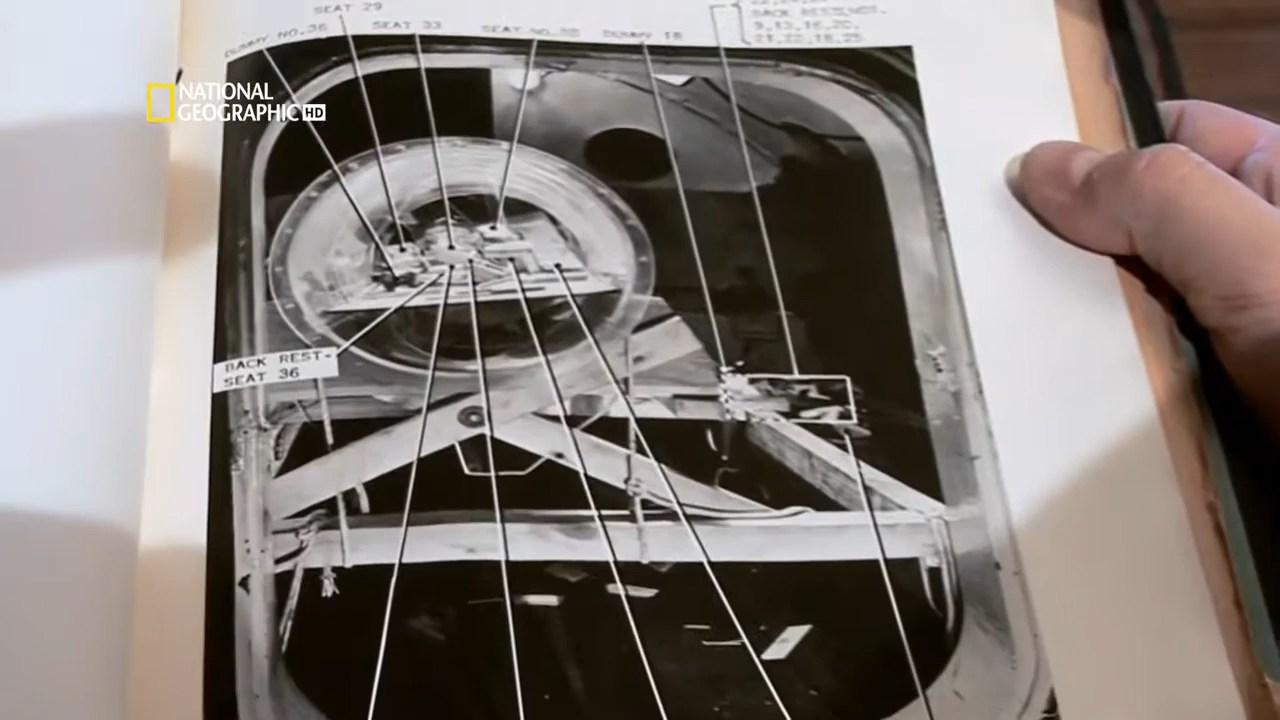 SEAT 29
DUMMY NO.36
SEAT 33
SEAT NO.
DUMMY 18
BACK RESTS
9,13,16,20,
21,22,18,25
NATIONAL
GEOGRAPHIC HD
BACK REST-
SEAT 36